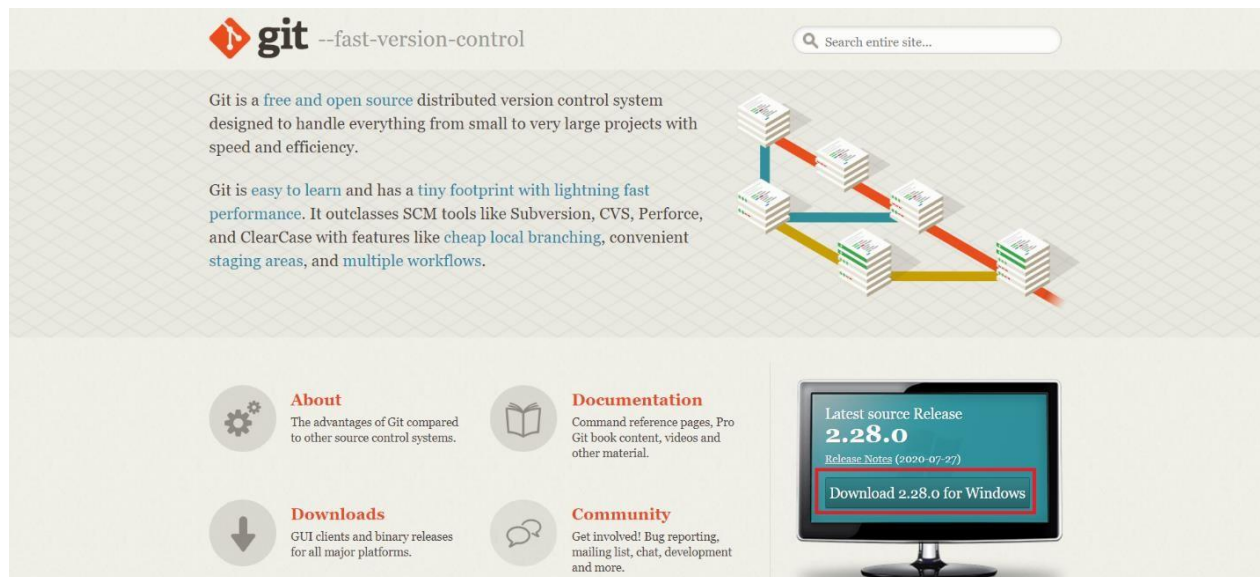 git --fast-version-control
Search entire site...
Git is a free and open source distributed version control system
designed to handle everything from small to very large projects with
speed and efficiency.
Git is easy to learn and has a tiny footprint with lightning fast
performance. It outclasses SCM tools like Subversion, CVS, Perforce,
and ClearCase with features like cheap local branching, convenient
staging areas, and multiple workflows.
About
The advantages of Git compared
to other source control systems.
Documentation
Command reference pages, Pro
Git book content, videos and
other material.
Downloads
GUI clients and binary releases
for all major platforms.
Community
Get involved! Bug reporting,
mailing list, chat, development
and more.
Latest source Release
2.28.0
Release Notes (2020-07-27)
Download 2.28.0 for Windows